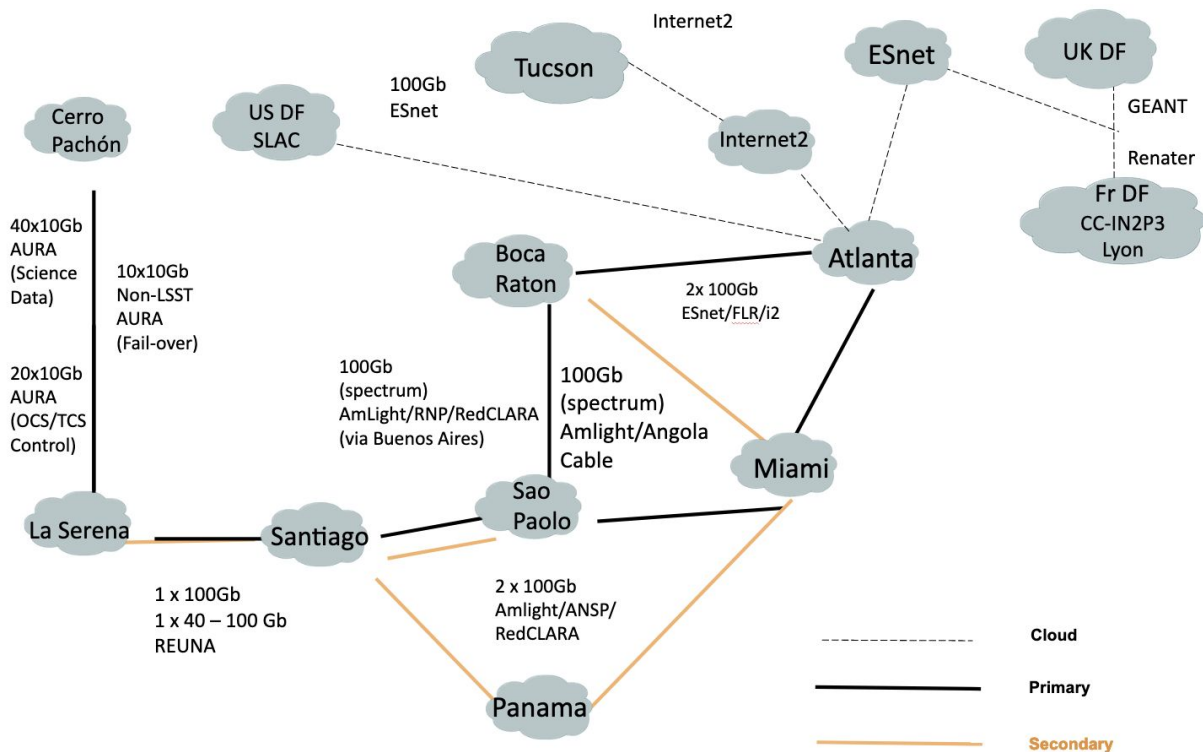 Internet2
Tucson
ESnet
UK DF
100Gb
ESnet
Cerro
Pachón
US DF
SLAC
Internet2
GEANT
Renater
Fr DF
CC-IN2P3
Lyon
40x10Gb
AURA
(Science
Data)
10x10Gb
Non-LSST
AURA
(Fail-over)
Boca
Raton
Atlanta
2x 100Gb
ESnet/FLR/i2
20x10Gb
AURA
(OCS/TCS
Control)
100Gb
(spectrum)
AmLight/RNP/RedCLARA
(via Buenos Aires)
100Gb
(spectrum)
Amlight/Angola
Cable
Miami
La Serena
Santiago
Sao
Paolo
1 x 100Gb
1 x 40 – 100 Gb
REUNA
2 x 100Gb
Amlight/ANSP/
RedCLARA
Panama
Cloud
Primary
Secondary